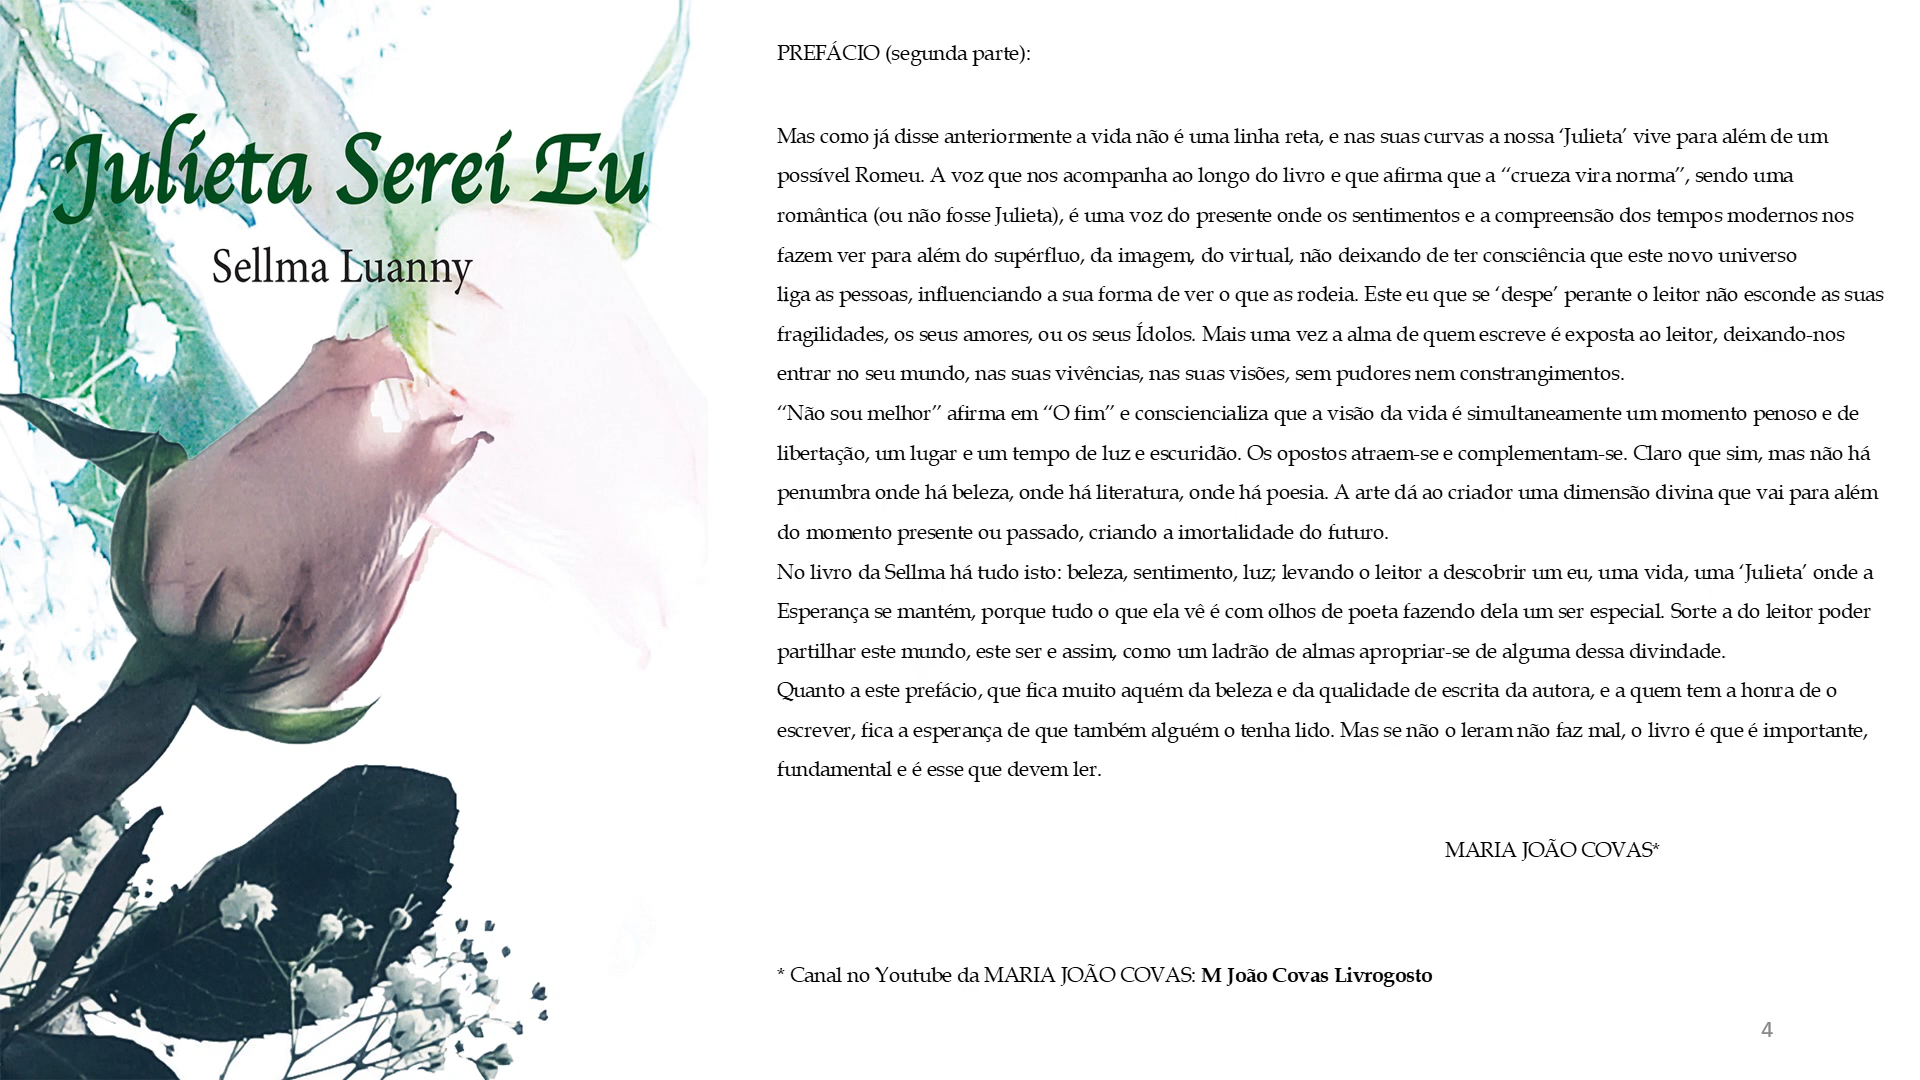 Julieta Serei Eu
Sellma Luanny
PREFÁCIO (segunda parte):
Mas como já disse anteriormente a vida não é uma linha reta, e nas suas curvas a nossa ‘Julieta’ vive para além de um
possível Romeu. A voz que nos acompanha ao longo do livro e que afirma que a “crueza vira norma”, sendo uma
romântica (ou não fosse Julieta), é uma voz do presente onde os sentimentos e a compreensão dos tempos modernos nos
fazem ver para além do supérfluo, da imagem, do virtual, não deixando de ter consciência que este novo universo
liga as pessoas, influenciando a sua forma de ver o que as rodeia. Este eu que se ‘despe’ perante o leitor não esconde as suas
fragilidades, os seus amores, ou os seus Ídolos. Mais uma vez a alma de quem escreve é exposta ao leitor, deixando-nos
entrar no seu mundo, nas suas vivências, nas suas visões, sem pudores nem constrangimentos.
“Não sou melhor” afirma em “O fim” e consciencializa que a visão da vida é simultaneamente um momento penoso e de
libertação, um lugar e um tempo de luz e escuridão. Os opostos atraem-se e complementam-se. Claro que sim, mas não há
penumbra onde há beleza, onde há literatura, onde há poesia. A arte dá ao criador uma dimensão divina que vai para além
do momento presente ou passado, criando a imortalidade do futuro.
No livro da Sellma há tudo isto: beleza, sentimento, luz; levando o leitor a descobrir um eu, uma vida, uma ‘Julieta’ onde a
Esperança se mantém, porque tudo o que ela vê é com olhos de poeta fazendo dela um ser especial. Sorte a do leitor poder
partilhar este mundo, este ser e assim, como um ladrão de almas apropriar-se de alguma dessa divindade.
Quanto a este prefácio, que fica muito aquém da beleza e da qualidade de escrita da autora, e a quem tem a honra de o
escrever, fica a esperança de que também alguém o tenha lido. Mas se não o leram não faz mal, o livro é que é importante,
fundamental e é esse que devem ler.
MARIA JOÃO COVAS*
* Canal no Youtube da MARIA JOÃO COVAS: M João Covas Livrogosto
4